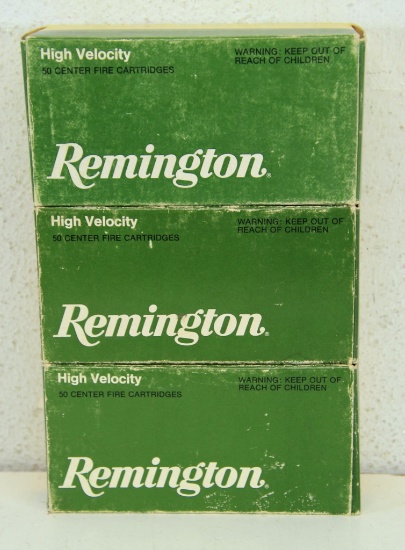 High Velocity
50 CENTER FIRE CARTRIDGES
WARNING: KEEP OUT OF
REACH OF CHILDREN
Remington®
High Velocity
50 CENTER FIRE CARTRIDGES
WARNING: KEEP OUT OF
REACH OF CHILDREN
Remington®
High Velocity
50 CENTER FIRE CARTRIDGES
WARNING: KEEP OUT OF
REACH OF CHILDREN
Remington®